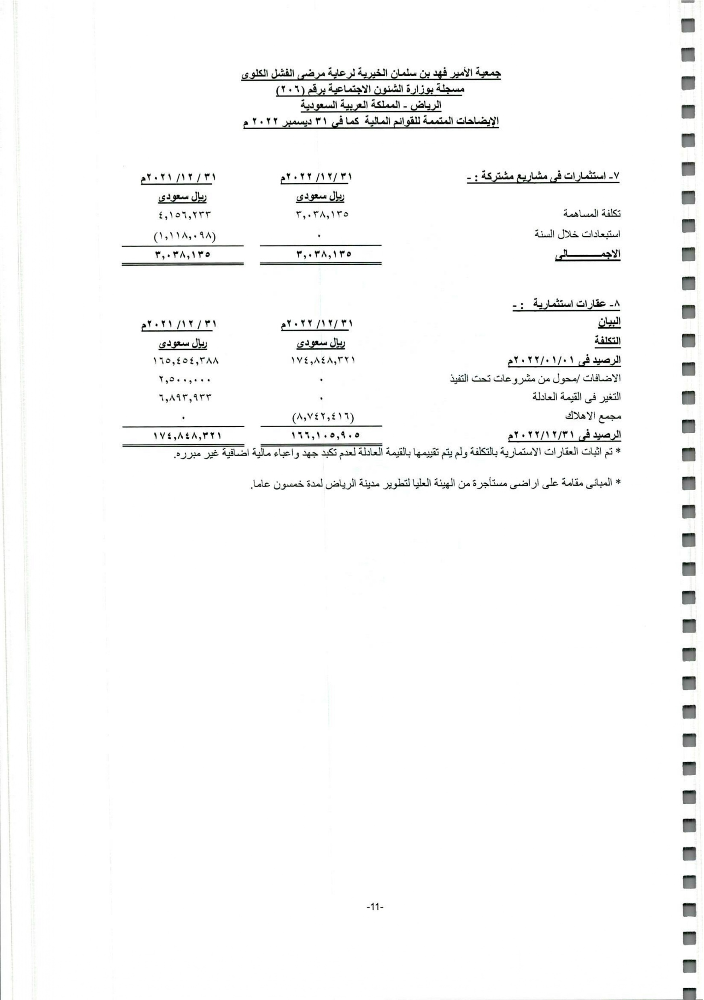 جمعية الأمير فهد بن سلمان الخيرية لرعاية مرضى الفشل الكلوى
مسجلة بوزارة الشئون الاجتماعية برقم (٢٠٦)
الرياض - المملكة العربية السعودية
الإيضاحات المتممة للقوائم المالية كما في ٣١ ديسمبر ٢٠٢٢ م
٧- استثمارات في مشاريع مشتركة : - ٣١ /١٢/ ٢٠٢٢م ٣١ / ١٢/ ٢٠٢١م
ريال سعودى ريال سعودى
تكلفة المساهمة ٣,٠٣٨,١٣٥ ٤,١٥٦,٢٣٣
استبعادات خلال السنة ٠ (١,١١٨,٠٩٨)
الاجمـــــــالى ٣,٠٣٨,١٣٥ ٣,٠٣٨,١٣٥
٨- عقارات استثمارية : -
البيان ٣١ /١٢/ ٢٠٢٢م ٣١ / ١٢/ ٢٠٢١م
التكلفة ريال سعودى ريال سعودى
الرصيد في ٢٠٢٢/٠١/٠١م ١٧٤,٨٤٨,٣٢١ ١٦٥,٤٥٤,٣٨٨
الاضافات /محول من مشروعات تحت التفيذ ٠ ٢,٥٠٠,٠٠٠
التغير فى القيمة العادلة ٠ ٦,٨٩٣,٩٣٣
مجمع الاهلاك (٨,٧٤٢,٤١٦) ٠
الرصيد في ٢٠٢٢/١٢/٣١م ١٦٦,١٠٥,٩٠٥ ١٧٤,٨٤٨,٣٢١
* تم اثبات العقارات الاستمارية بالتكلفة ولم يتم تقييمها بالقيمة العادلة لعدم تكبد جهد واعباء مالية اضافية غير مبرره.
* المبانى مقامة على اراضى مستأجرة من الهيئة العليا لتطوير مدينة الرياض لمدة خمسون عاما.
-11-